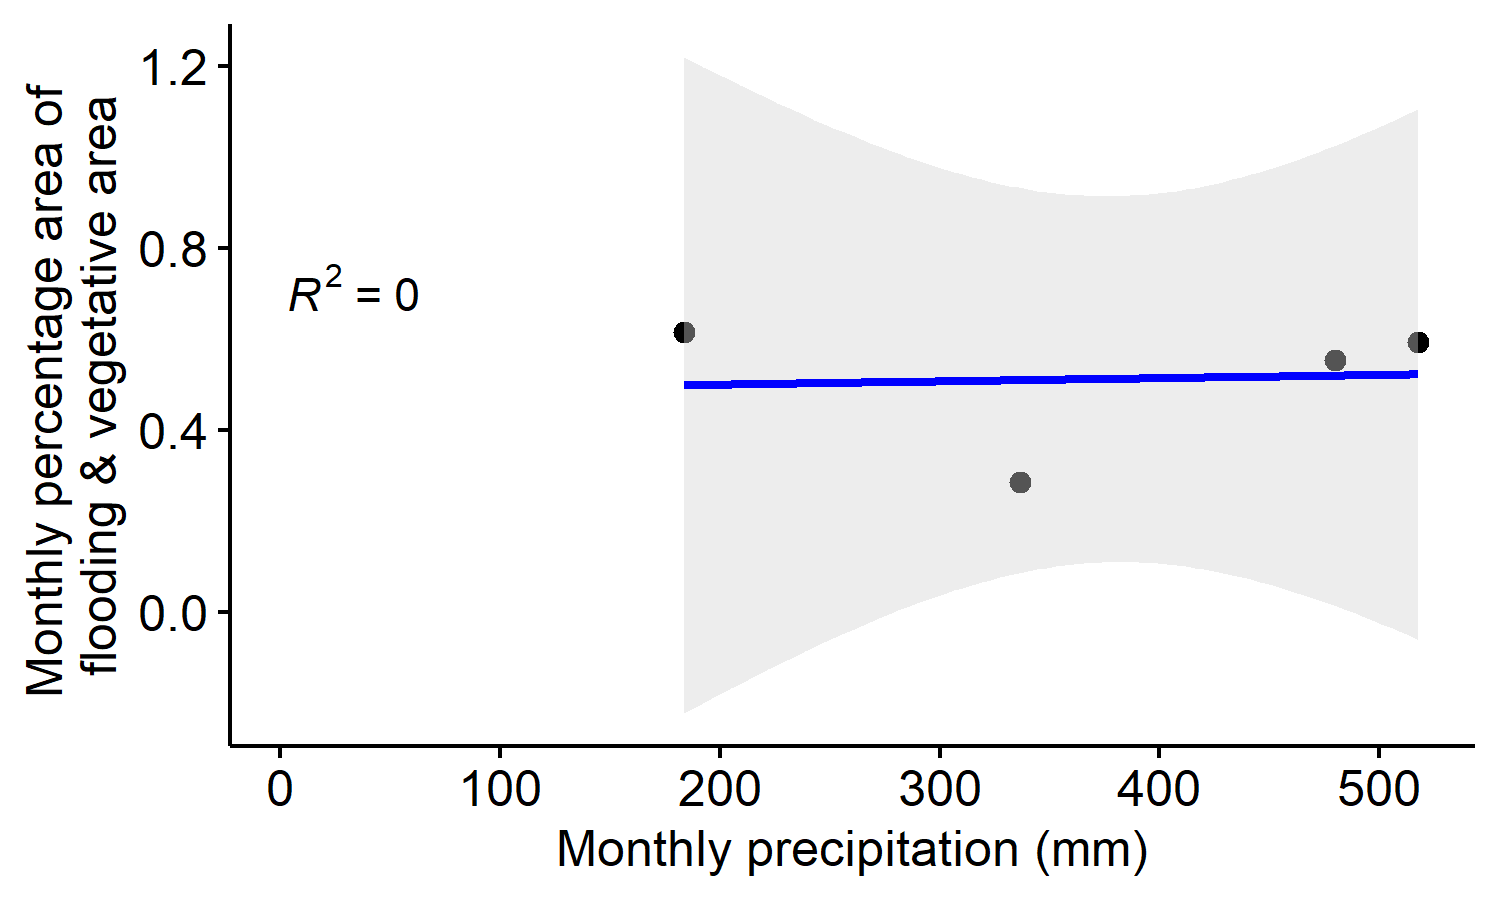 Monthly percentage area of
flooding & vegetative area
1.2
0.8
0.4
0.0
R² = 0
0 100 200 300 400 500
Monthly precipitation (mm)